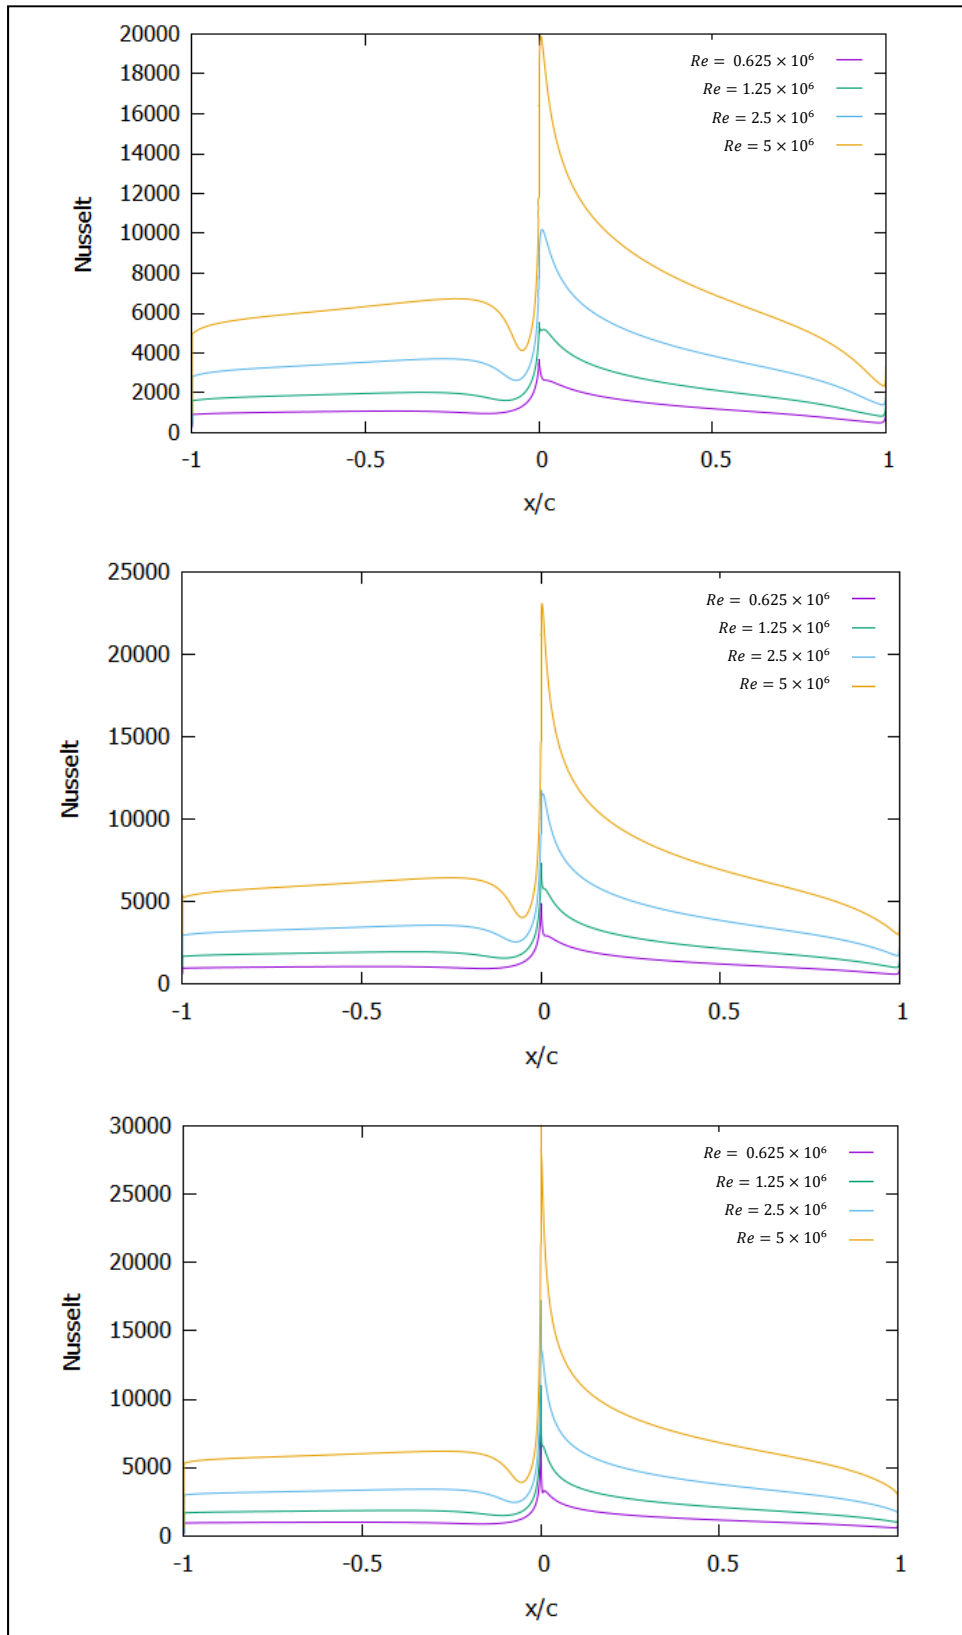 20000
18000
16000
14000
12000
10000
8000
6000
4000
2000
0
Nusselt
Re = 0.625 × 10⁶
Re = 1.25 × 10⁶
Re = 2.5 × 10⁶
Re = 5 × 10⁶
-1 -0.5 0 0.5 1
x/c
25000
20000
15000
10000
5000
0
Nusselt
Re = 0.625 × 10⁶
Re = 1.25 × 10⁶
Re = 2.5 × 10⁶
Re = 5 × 10⁶
-1 -0.5 0 0.5 1
x/c
30000
25000
20000
15000
10000
5000
0
Nusselt
Re = 0.625 × 10⁶
Re = 1.25 × 10⁶
Re = 2.5 × 10⁶
Re = 5 × 10⁶
-1 -0.5 0 0.5 1
x/c